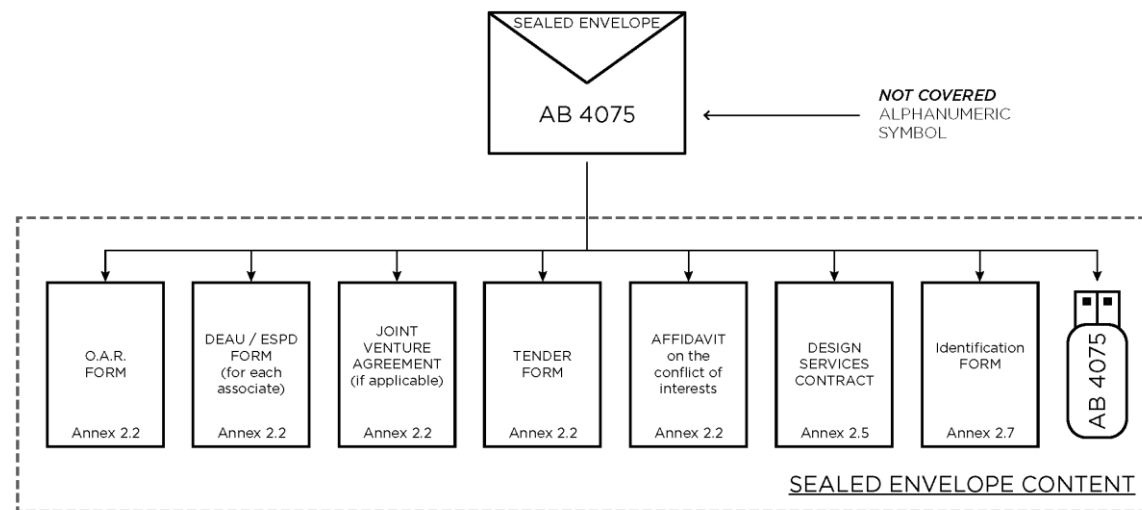 SEALED ENVELOPE
AB 4075
NOT COVERED
ALPHANUMERIC
SYMBOL
O.A.R.
FORM
Annex 2.2
DEAU / ESPD
FORM
(for each
associate)
Annex 2.2
JOINT
VENTURE
AGREEMENT
(if applicable)
Annex 2.2
TENDER
FORM
Annex 2.2
AFFIDAVIT
on the
conflict of
interests
Annex 2.2
DESIGN
SERVICES
CONTRACT
Annex 2.5
Identification
FORM
Annex 2.7
AB 4075
SEALED ENVELOPE CONTENT